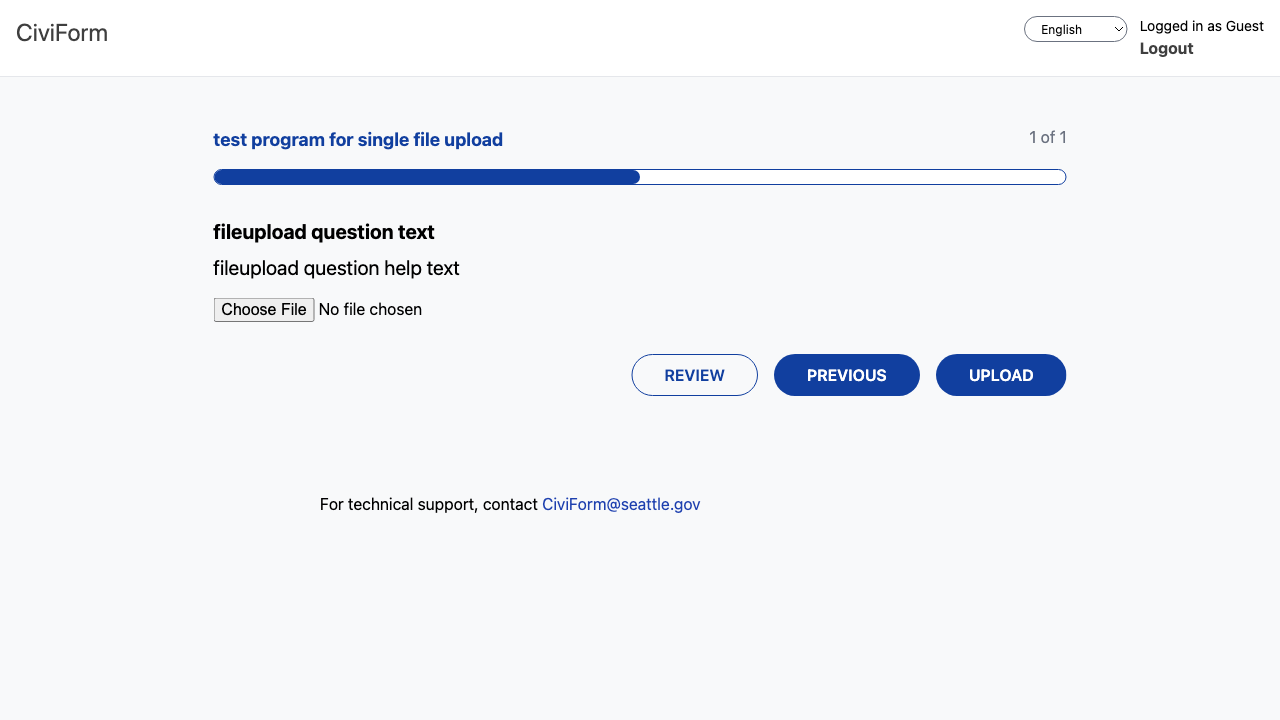 CiviForm
English
Logged in as Guest
Logout
test program for single file upload
1 of 1
fileupload question text
fileupload question help text
Choose File No file chosen
REVIEW
PREVIOUS
UPLOAD
For technical support, contact CiviForm@seattle.gov